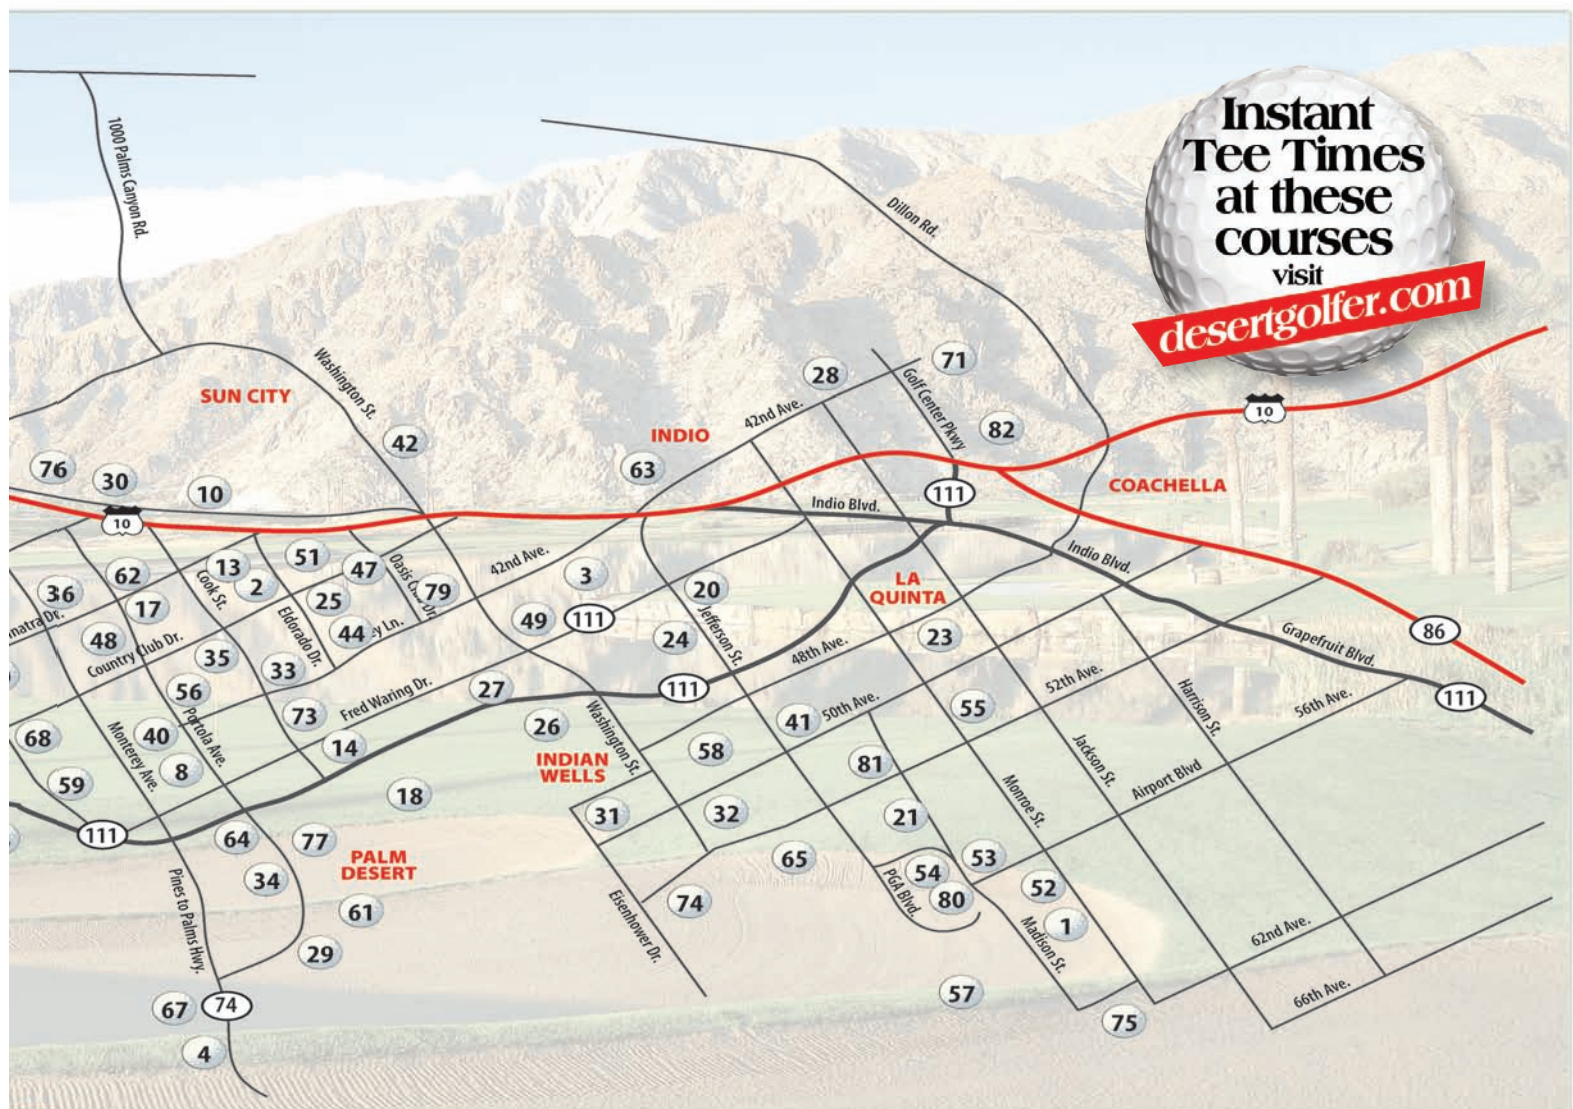 Instant
Tee Times
at these
courses
visit
desertgolfer.com
1000 Palms Canyon Rd.
Dillon Rd.
Washington St.
SUN CITY
28
71
Golf Center Pkwy
42nd Ave.
42
INDIO
82
10
76
30
10
63
COACHELLA
111
Indio Blvd.
10
51
13
2
47
Oasis
Dr.
79
42nd Ave.
3
Indio Blvd.
62
36
17
Cook St.
25
Eldorado Dr.
44
Ln.
49
111
20
LA
QUINTA
Dr.
48
Country Club Dr.
35
33
24
Jefferson St.
48th Ave.
23
86
Grapefruit Blvd.
56
Fred Waring Dr.
27
111
52th Ave.
Harrison St.
56th Ave.
111
68
40
Portola Ave.
73
14
26
Washington St.
41
50th Ave.
55
Monterey Ave.
8
INDIAN
WELLS
58
81
Jackson St.
59
18
Monroe St.
Airport Blvd
111
64
77
31
32
21
PALM
DESERT
65
53
34
54
52
Pines to Palms Hwy.
61
74
PGA Blvd.
80
1
Eisenhower Dr.
Madison St.
62nd Ave.
29
57
66th Ave.
67
74
75
4